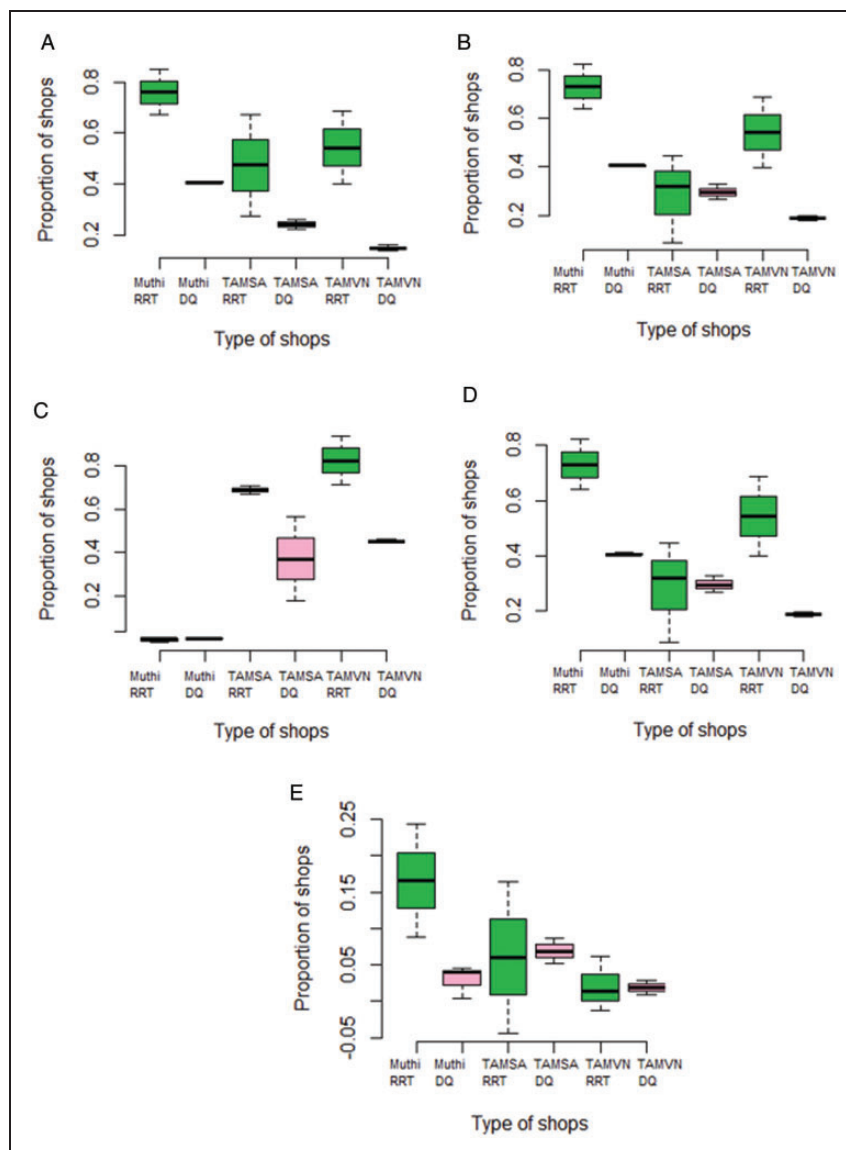 A
Proportion of shops
0.8
0.6
0.4
0.2
Muthi Muthi TAMSA TAMSA TAMVN TAMVN
RRT DQ RRT DQ RRT DQ
Type of shops
B
Proportion of shops
0.8
0.6
0.4
0.2
Muthi Muthi TAMSA TAMSA TAMVN TAMVN
RRT DQ RRT DQ RRT DQ
Type of shops
C
Proportion of shops
0.8
0.6
0.4
0.2
Muthi Muthi TAMSA TAMSA TAMVN TAMVN
RRT DQ RRT DQ RRT DQ
Type of shops
D
Proportion of shops
0.8
0.6
0.4
0.2
Muthi Muthi TAMSA TAMSA TAMVN TAMVN
RRT DQ RRT DQ RRT DQ
Type of shops
E
Proportion of shops
0.25
0.15
0.05
-0.05
Muthi Muthi TAMSA TAMSA TAMVN TAMVN
RRT DQ RRT DQ RRT DQ
Type of shops